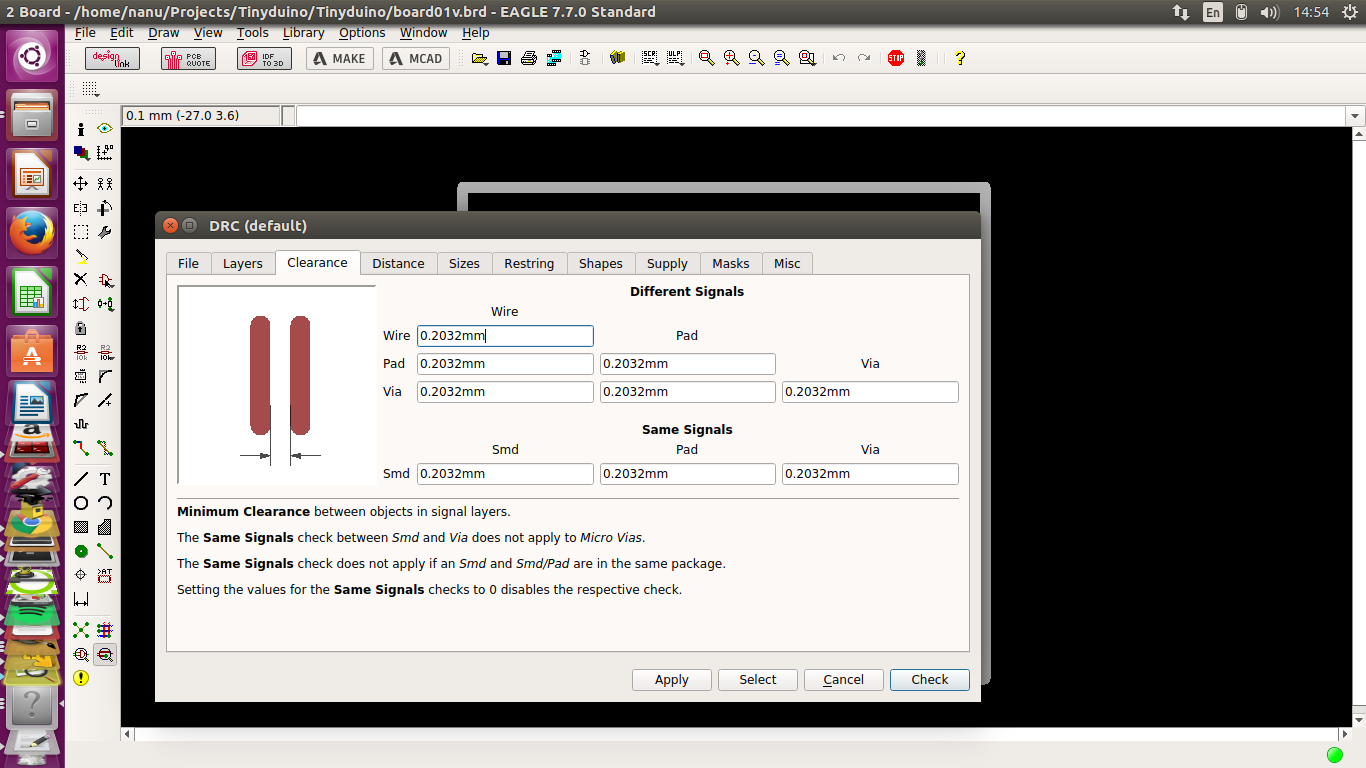 2 Board - /home/nanu/Projects/Tinyduino/Tinyduino/board01v.brd - EAGLE 7.7.0 Standard
En
14:54
File Edit Draw View Tools Library Options Window Help
design link
PCB QUOTE
IDF TO 3D
MAKE
MCAD
SCR
ULP
STOP
?
0.1 mm (-27.0 3.6)
DRC (default)
File Layers Clearance Distance Sizes Restring Shapes Supply Masks Misc
Different Signals
Wire
Wire 0.2032mm Pad
Pad 0.2032mm 0.2032mm Via
Via 0.2032mm 0.2032mm 0.2032mm
Same Signals
Smd Pad Via
Smd 0.2032mm 0.2032mm 0.2032mm
Minimum Clearance between objects in signal layers.
The Same Signals check between Smd and Via does not apply to Micro Vias.
The Same Signals check does not apply if an Smd and Smd/Pad are in the same package.
Setting the values for the Same Signals checks to 0 disables the respective check.
Apply Select Cancel Check